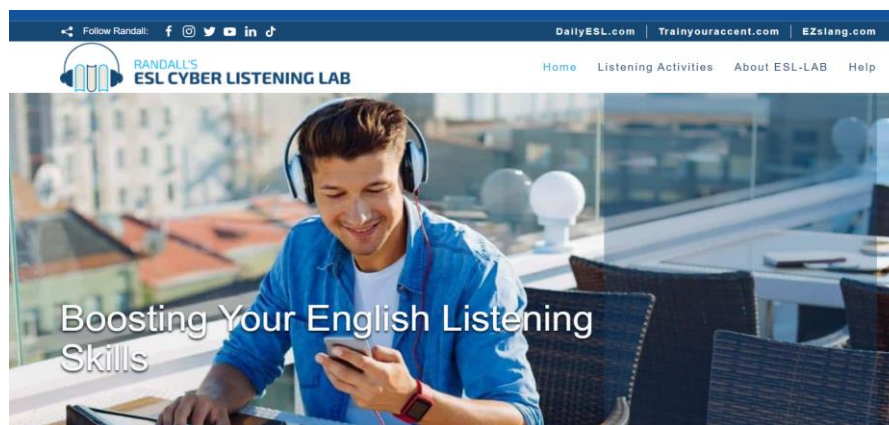 Follow Randall:
DailyESL.com | Trainyouraccent.com | EZslang.com
RANDALL'S
ESL CYBER LISTENING LAB
Home Listening Activities About ESL-LAB Help
Boosting Your English Listening
Skills